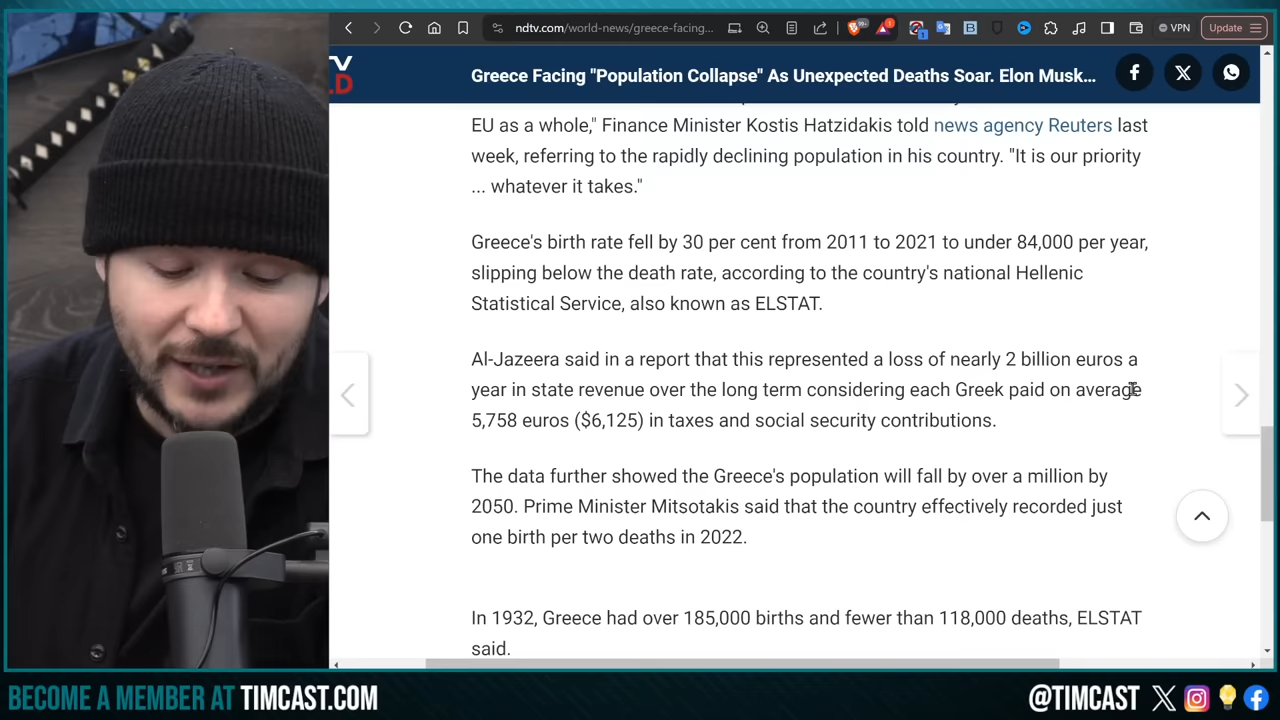 ndtv.com/world-news/greece-facing...
99+
1
1
VPN
Update
TV
LD
Greece Facing "Population Collapse" As Unexpected Deaths Soar. Elon Musk...
EU as a whole," Finance Minister Kostis Hatzidakis told news agency Reuters last
week, referring to the rapidly declining population in his country. "It is our priority
... whatever it takes."
Greece's birth rate fell by 30 per cent from 2011 to 2021 to under 84,000 per year,
slipping below the death rate, according to the country's national Hellenic
Statistical Service, also known as ELSTAT.
Al-Jazeera said in a report that this represented a loss of nearly 2 billion euros a
year in state revenue over the long term considering each Greek paid on average
5,758 euros ($6,125) in taxes and social security contributions.
The data further showed the Greece's population will fall by over a million by
2050. Prime Minister Mitsotakis said that the country effectively recorded just
one birth per two deaths in 2022.
In 1932, Greece had over 185,000 births and fewer than 118,000 deaths, ELSTAT
said.
BECOME A MEMBER AT TIMCAST.COM
@TIMCAST